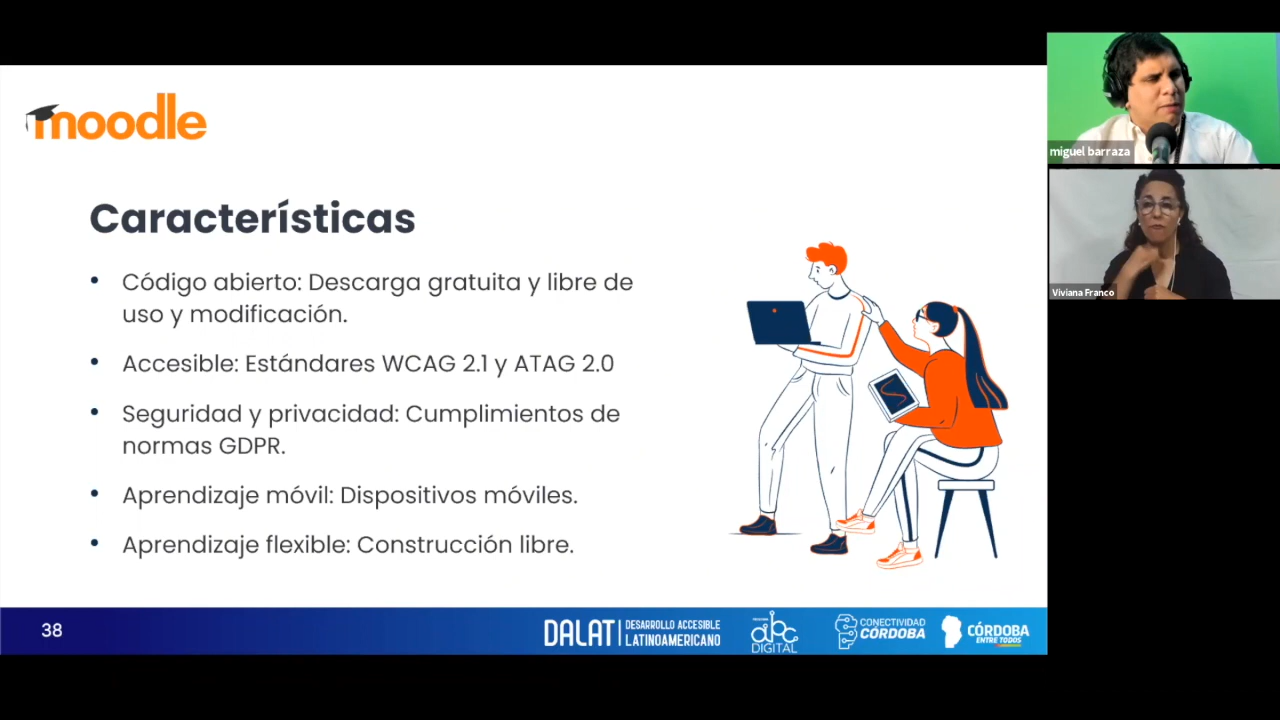 moodle
Características
• Código abierto: Descarga gratuita y libre de
uso y modificación.
• Accesible: Estándares WCAG 2.1 y ATAG 2.0
• Seguridad y privacidad: Cumplimientos de
normas GDPR.
• Aprendizaje móvil: Dispositivos móviles.
• Aprendizaje flexible: Construcción libre.
38
DALAT
DESARROLLO ACCESIBLE
LATINOAMERICANO
abc
DIGITAL
CONECTIVIDAD
CÓRDOBA
CÓRDOBA
ENTRE TODOS
miguel barraza
Viviana Franco